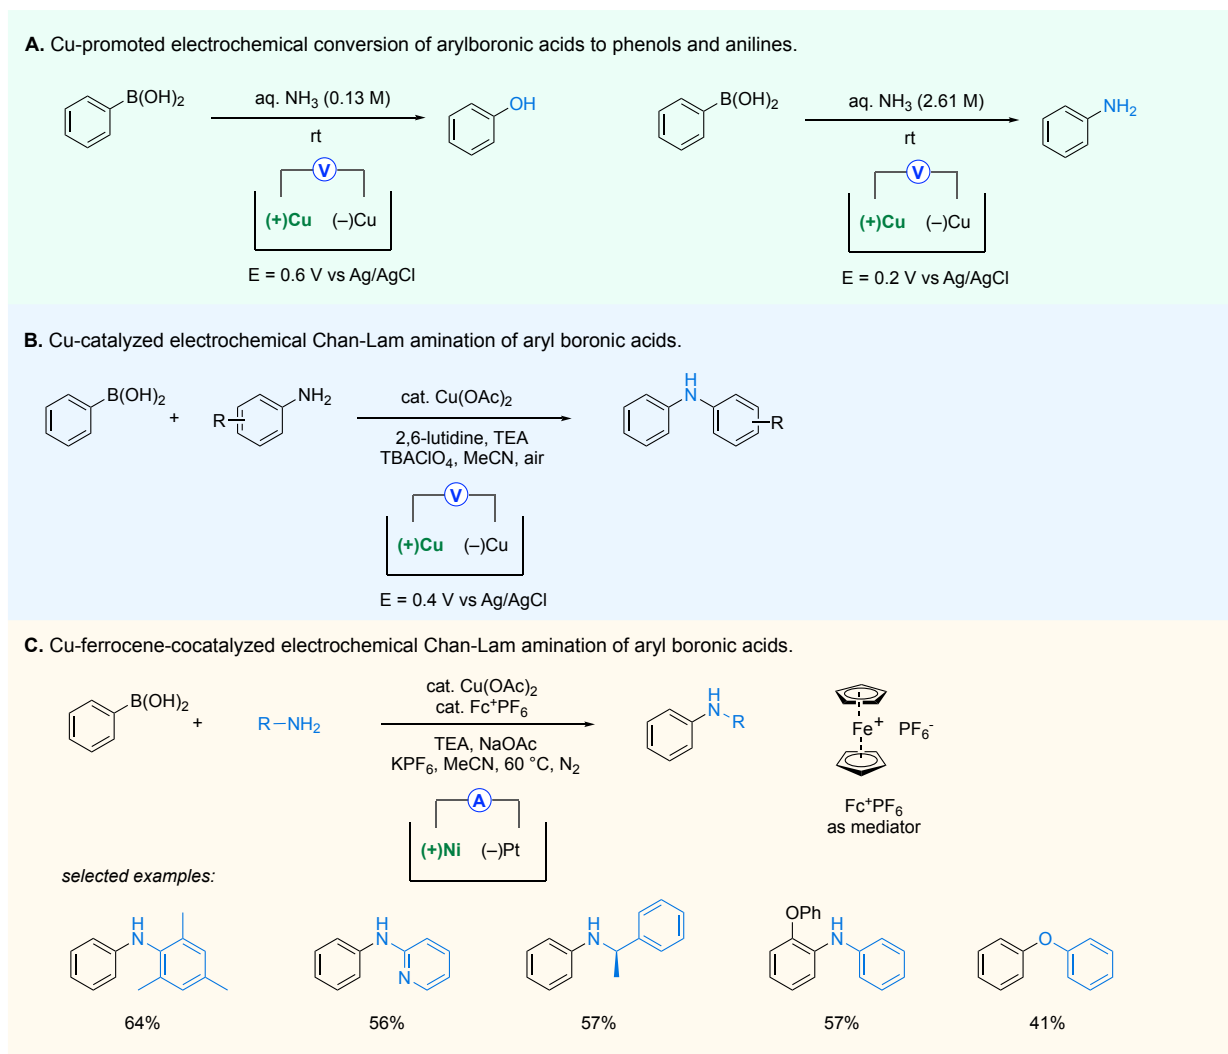 A. Cu-promoted electrochemical conversion of arylboronic acids to phenols and anilines.
B(OH)₂
aq. NH₃ (0.13 M)
rt
OH
V
(+)Cu (–)Cu
E = 0.6 V vs Ag/AgCl
B(OH)₂
aq. NH₃ (2.61 M)
rt
NH₂
V
(+)Cu (–)Cu
E = 0.2 V vs Ag/AgCl
B. Cu-catalyzed electrochemical Chan-Lam amination of aryl boronic acids.
B(OH)₂
+
R
NH₂
cat. Cu(OAc)₂
2,6-lutidine, TEA
TBAClO₄, MeCN, air
H
N
R
V
(+)Cu (–)Cu
E = 0.4 V vs Ag/AgCl
C. Cu-ferrocene-cocatalyzed electrochemical Chan-Lam amination of aryl boronic acids.
B(OH)₂
+
R–NH₂
cat. Cu(OAc)₂
cat. Fc⁺PF₆
TEA, NaOAc
KPF₆, MeCN, 60 °C, N₂
H
N
R
Fe⁺ PF₆⁻
Fc⁺PF₆
as mediator
A
(+)Ni (–)Pt
selected examples:
H
N
64%
H
N
N
56%
H
N
57%
OPh
H
N
57%
O
41%